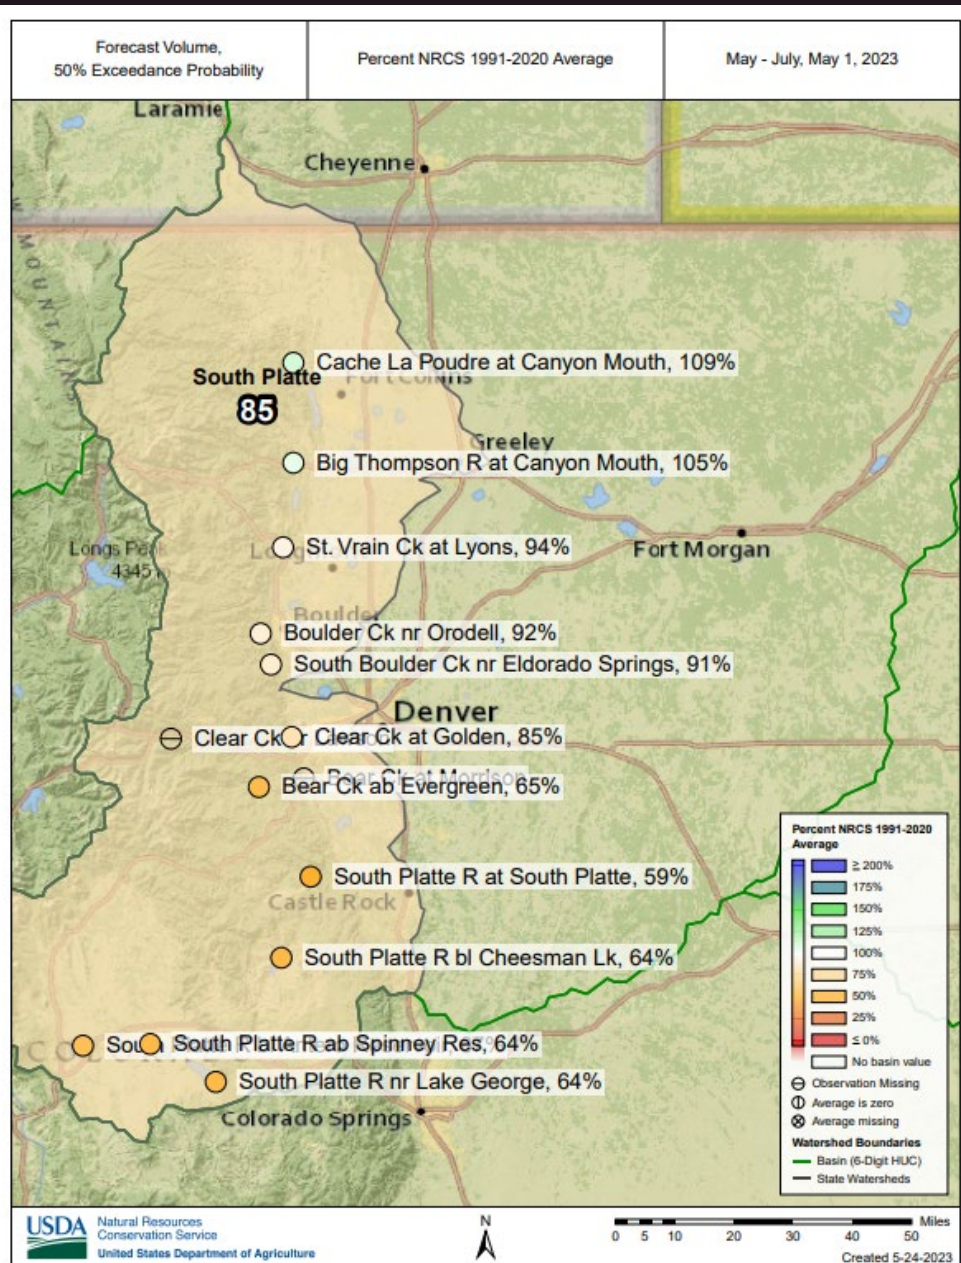 Forecast Volume,
50% Exceedance Probability
Percent NRCS 1991-2020 Average
May - July, May 1, 2023
Laramie
Cheyenne
MOUNTAINS
Cache La Poudre at Canyon Mouth, 109%
South Platte
Fort Collins
85
Greeley
Big Thompson R at Canyon Mouth, 105%
St. Vrain Ck at Lyons, 94%
Fort Morgan
Longs Peak
4345
Boulder
Boulder Ck nr Orodell, 92%
South Boulder Ck nr Eldorado Springs, 91%
Denver
Clear Ck
Clear Ck at Golden, 85%
Bear Ck at Morrison
Bear Ck ab Evergreen, 65%
South Platte R at South Platte, 59%
Castle Rock
South Platte R bl Cheesman Lk, 64%
South Platte R ab Spinney Res, 64%
South Platte R nr Lake George, 64%
Colorado Springs
Percent NRCS 1991-2020
Average
≥ 200%
175%
150%
125%
100%
75%
50%
25%
≤ 0%
No basin value
Observation Missing
Average is zero
Average missing
Watershed Boundaries
Basin (6-Digit HUC)
State Watersheds
USDA
Natural Resources
Conservation Service
United States Department of Agriculture
N
Miles
0 5 10 20 30 40 50
Created 5-24-2023